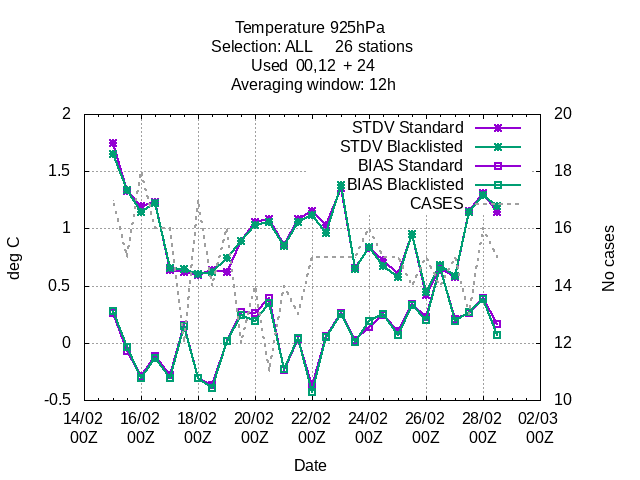 Temperature 925hPa
Selection: ALL 26 stations
Used 00,12 + 24
Averaging window: 12h
2
1.5
1
0.5
0
-0.5
deg C
20
18
16
14
12
10
No cases
STDV Standard
STDV Blacklisted
BIAS Standard
BIAS Blacklisted
CASES
14/02 16/02 18/02 20/02 22/02 24/02 26/02 28/02 02/03
00Z 00Z 00Z 00Z 00Z 00Z 00Z 00Z 00Z
Date